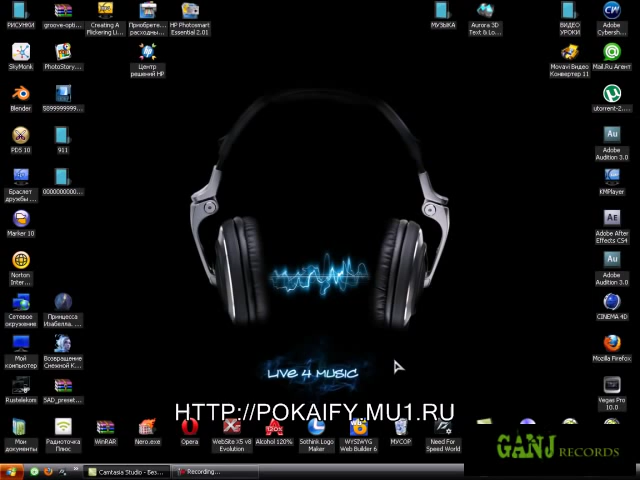 РИСУНКИ
groove-opti...
Creating A
Flickering Li...
Приобрете...
расходны...
HP Photosmart
Essential 2.01
МУЗЫКА
Aurora 3D
Text & Lo...
ВИДЕО
УРОКИ
Adobe
Cybersh...
SkyMonk
PhotoStory...
Центр
решений HP
Movavi Видео
Конвертер 11
Mail.Ru Агент
Blender
5899999999...
utorrent-2....
PD5 10
911
Adobe
Audition 3.0
Браслет
дружбы ...
0000000000...
KMPlayer
Marker 10
Adobe After
Effects CS4
Norton
Inter...
Adobe
Audition 3.0
Сетевое
окружение
Принцесса
Изабелла. ...
CINEMA 4D
Мой
компьютер
Возвращение
Снежной К...
Mozilla Firefox
LIVE 4 MUSIC
Rustelekom
SAD_preset...
Vegas Pro
10.0
HTTP://POKAIFY.MU1.RU
Мои
документы
Радиоточка
Плюс
WinRAR
Nero.exe
Opera
WebSite X5 v8
Evolution
Alcohol 120%
Sothink Logo
Maker
WYSIWYG
Web Builder 6
МУСОР
Need For
Speed World
GANJ RECORDS
Camtasia Studio - Без...
Recording...